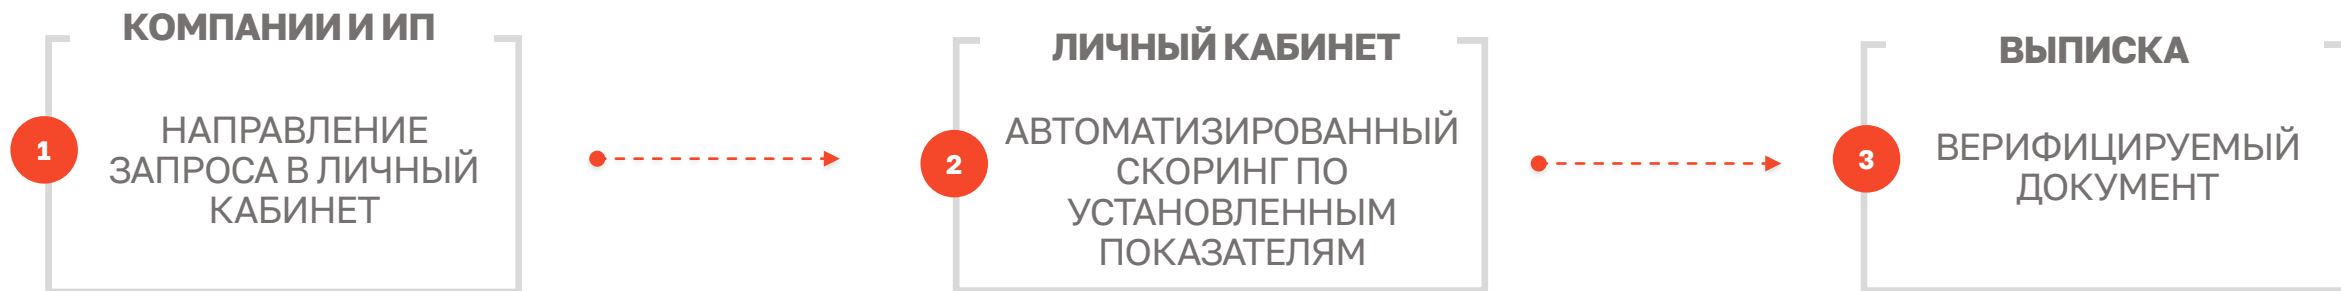 КОМПАНИИ И ИП
1
НАПРАВЛЕНИЕ
ЗАПРОСА В ЛИЧНЫЙ
КАБИНЕТ
ЛИЧНЫЙ КАБИНЕТ
2
АВТОМАТИЗИРОВАННЫЙ
СКОРИНГ ПО
УСТАНОВЛЕННЫМ
ПОКАЗАТЕЛЯМ
ВЫПИСКА
3
ВЕРИФИЦИРУЕМЫЙ
ДОКУМЕНТ